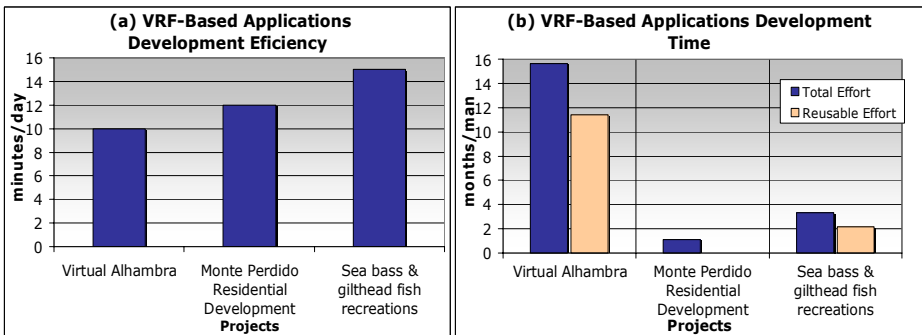 (a) VRF-Based Applications
Development Eficiency
minutes/day
16
14
12
10
8
6
4
2
0
Virtual Alhambra
Monte Perdido
Residential
Development
Sea bass &
gilthead fish
recreations
Projects
(b) VRF-Based Applications Development
Time
months/man
16
14
12
10
8
6
4
2
0
Total Effort
Reusable Effort
Virtual Alhambra
Monte Perdido
Residential
Development
Sea bass &
gilthead fish
recreations
Projects